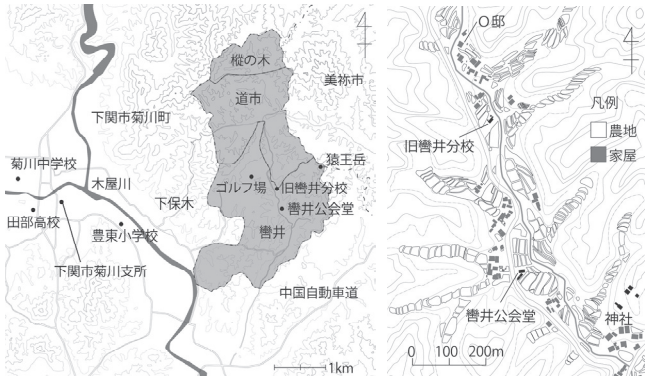 4
樅の木
美祢市
道市
下関市菊川町
猿王岳
菊川中学校
木屋川
ゴルフ場
旧轡井分校
下保木
轡井公会堂
田部高校
豊東小学校
轡井
下関市菊川支所
中国自動車道
1km
O邸
4
凡例
農地
家屋
旧轡井分校
轡井公会堂
神社
0 100 200m